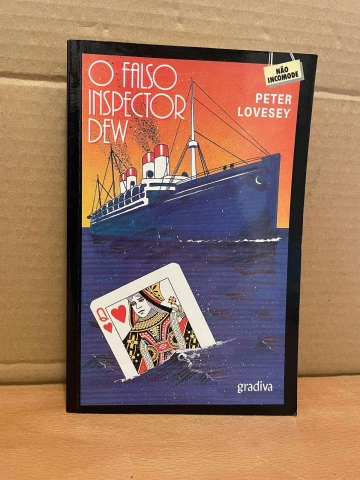 O FALSO
INSPECTOR
DEW
NÃO
INCOMODE
PETER
LOVESEY
Q
gradiva